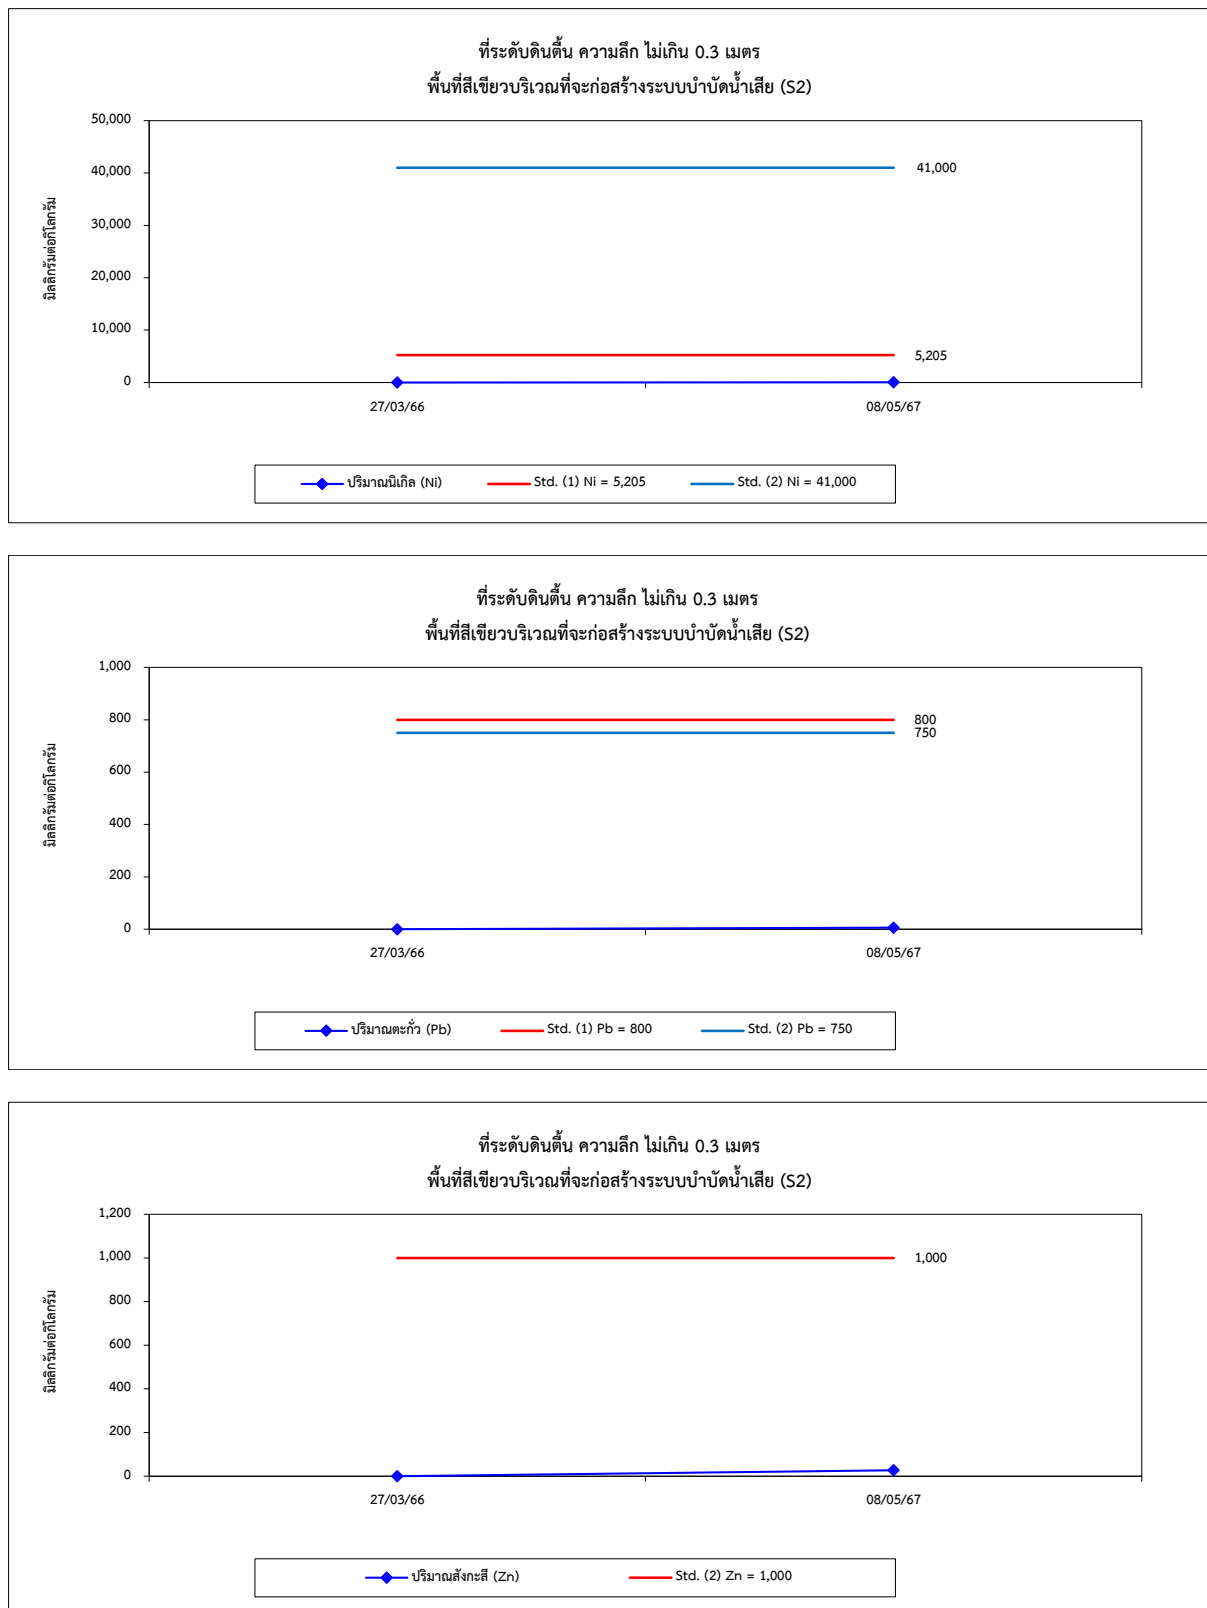 ที่ระดับดินตื้น ความลึก ไม่เกิน 0.3 เมตร
พื้นที่สีเขียวบริเวณที่จะก่อสร้างระบบบำบัดน้ำเสีย (S2)
มิลลิกรัมต่อกิโลกรัม
50,000
40,000
30,000
20,000
10,000
0
41,000
5,205
27/03/66 08/05/67
ปริมาณนิเกิล (Ni) Std. (1) Ni = 5,205 Std. (2) Ni = 41,000
ที่ระดับดินตื้น ความลึก ไม่เกิน 0.3 เมตร
พื้นที่สีเขียวบริเวณที่จะก่อสร้างระบบบำบัดน้ำเสีย (S2)
มิลลิกรัมต่อกิโลกรัม
1,000
800
600
400
200
0
800
750
27/03/66 08/05/67
ปริมาณตะกั่ว (Pb) Std. (1) Pb = 800 Std. (2) Pb = 750
ที่ระดับดินตื้น ความลึก ไม่เกิน 0.3 เมตร
พื้นที่สีเขียวบริเวณที่จะก่อสร้างระบบบำบัดน้ำเสีย (S2)
มิลลิกรัมต่อกิโลกรัม
1,200
1,000
800
600
400
200
0
1,000
27/03/66 08/05/67
ปริมาณสังกะสี (Zn) Std. (2) Zn = 1,000